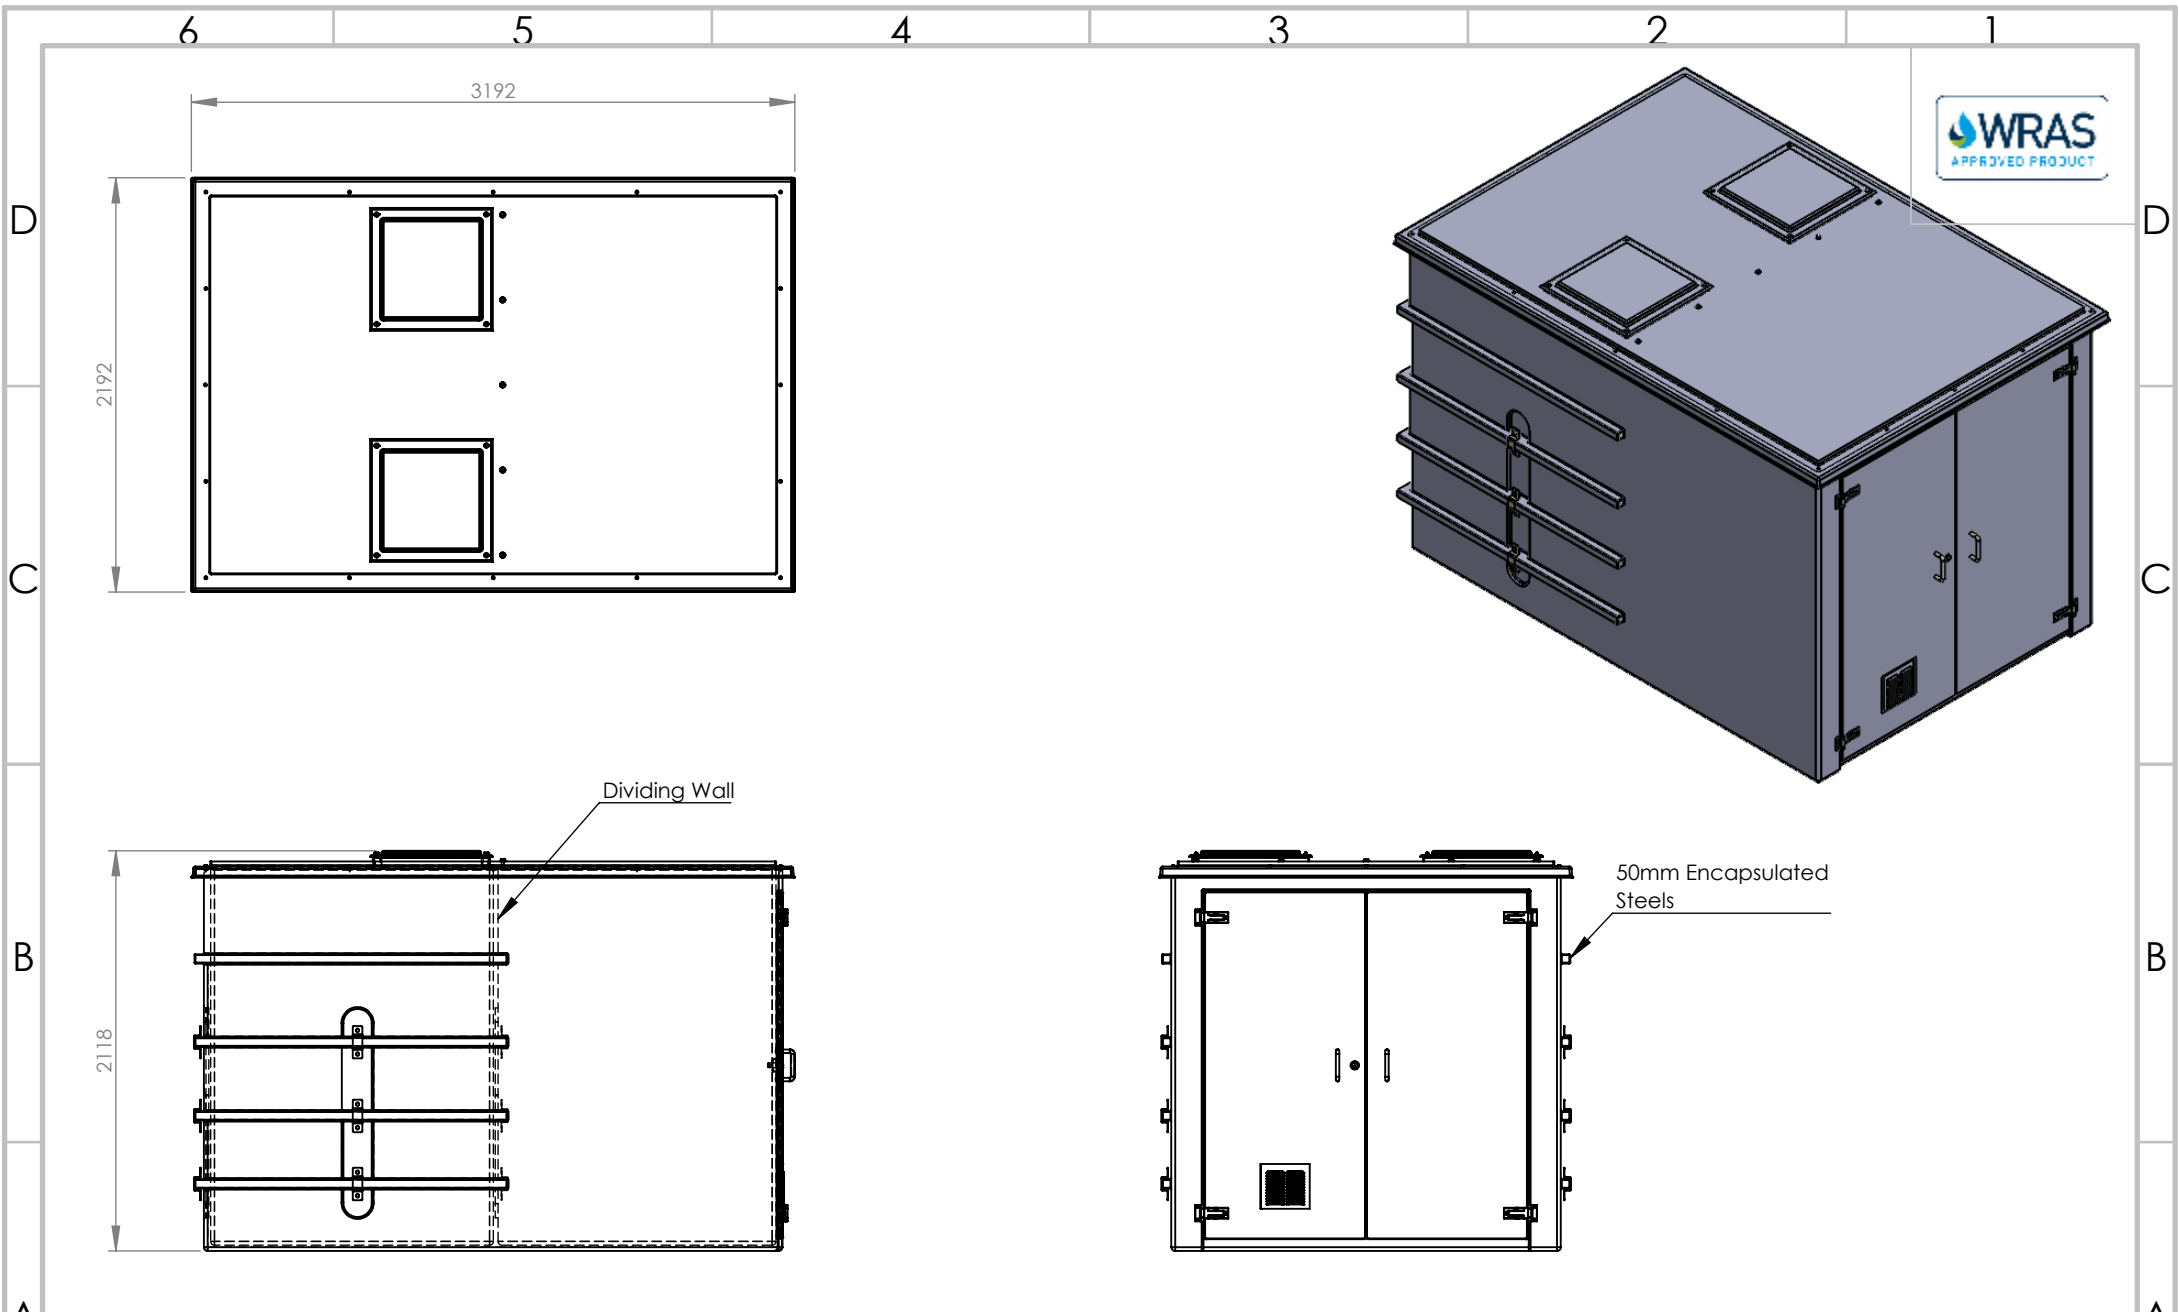 6 5 4 3 2 1
3192
WRAS
APPROVED PRODUCT
D D
2192
C C
Dividing Wall
50mm Encapsulated
Steels
B B
2118
A A